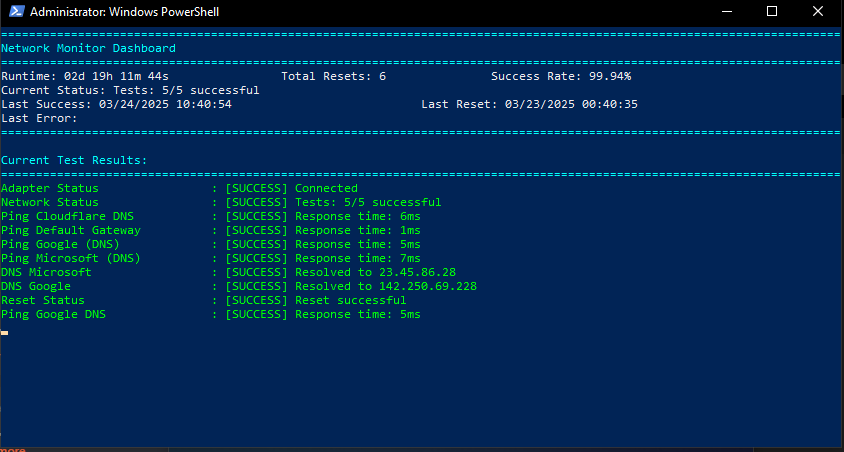 Administrator: Windows PowerShell
================================================================================
Network Monitor Dashboard
================================================================================
Runtime: 02d 19h 11m 44s Total Resets: 6 Success Rate: 99.94%
Current Status: Tests: 5/5 successful
Last Success: 03/24/2025 10:40:54 Last Reset: 03/23/2025 00:40:35
Last Error:
================================================================================
Current Test Results:
================================================================================
Adapter Status : [SUCCESS] Connected
Network Status : [SUCCESS] Tests: 5/5 successful
Ping Cloudflare DNS : [SUCCESS] Response time: 6ms
Ping Default Gateway : [SUCCESS] Response time: 1ms
Ping Google (DNS) : [SUCCESS] Response time: 5ms
Ping Microsoft (DNS) : [SUCCESS] Response time: 7ms
DNS Microsoft : [SUCCESS] Resolved to 23.45.86.28
DNS Google : [SUCCESS] Resolved to 142.250.69.228
Reset Status : [SUCCESS] Reset successful
Ping Google DNS : [SUCCESS] Response time: 5ms
more